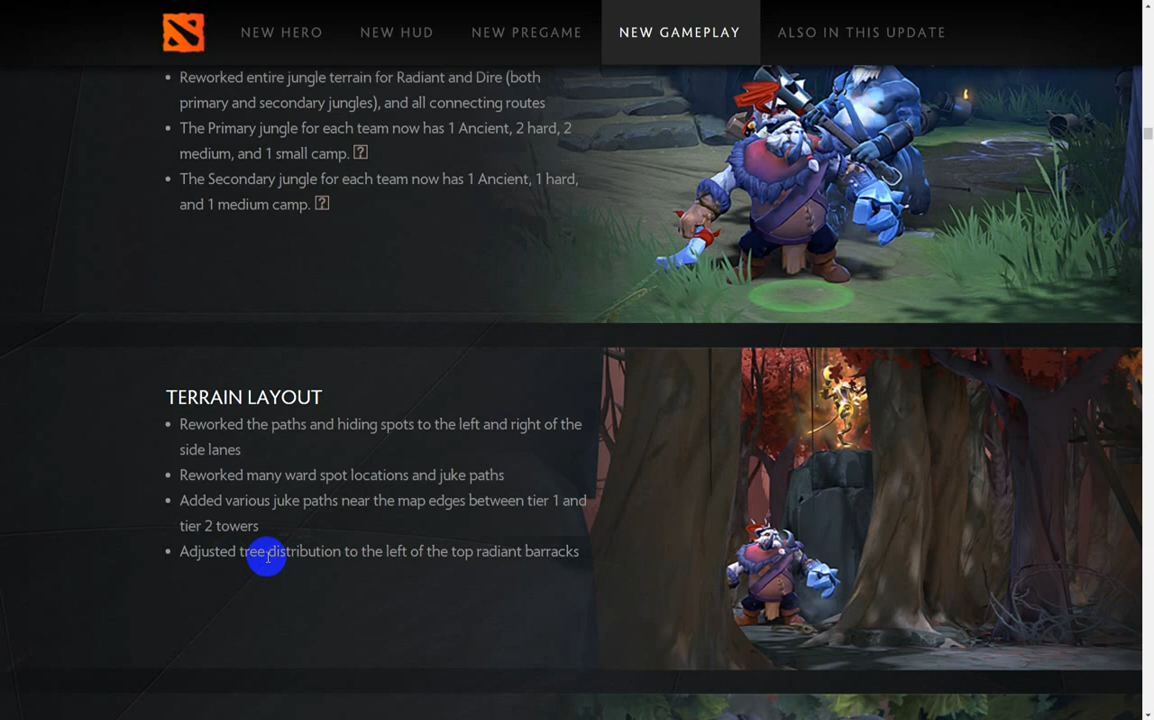 NEW HERO NEW HUD NEW PREGAME NEW GAMEPLAY ALSO IN THIS UPDATE
• Reworked entire jungle terrain for Radiant and Dire (both
primary and secondary jungles), and all connecting routes
• The Primary jungle for each team now has 1 Ancient, 2 hard, 2
medium, and 1 small camp. ?
• The Secondary jungle for each team now has 1 Ancient, 1 hard,
and 1 medium camp. ?
TERRAIN LAYOUT
• Reworked the paths and hiding spots to the left and right of the
side lanes
• Reworked many ward spot locations and juke paths
• Added various juke paths near the map edges between tier 1 and
tier 2 towers
• Adjusted tree distribution to the left of the top radiant barracks